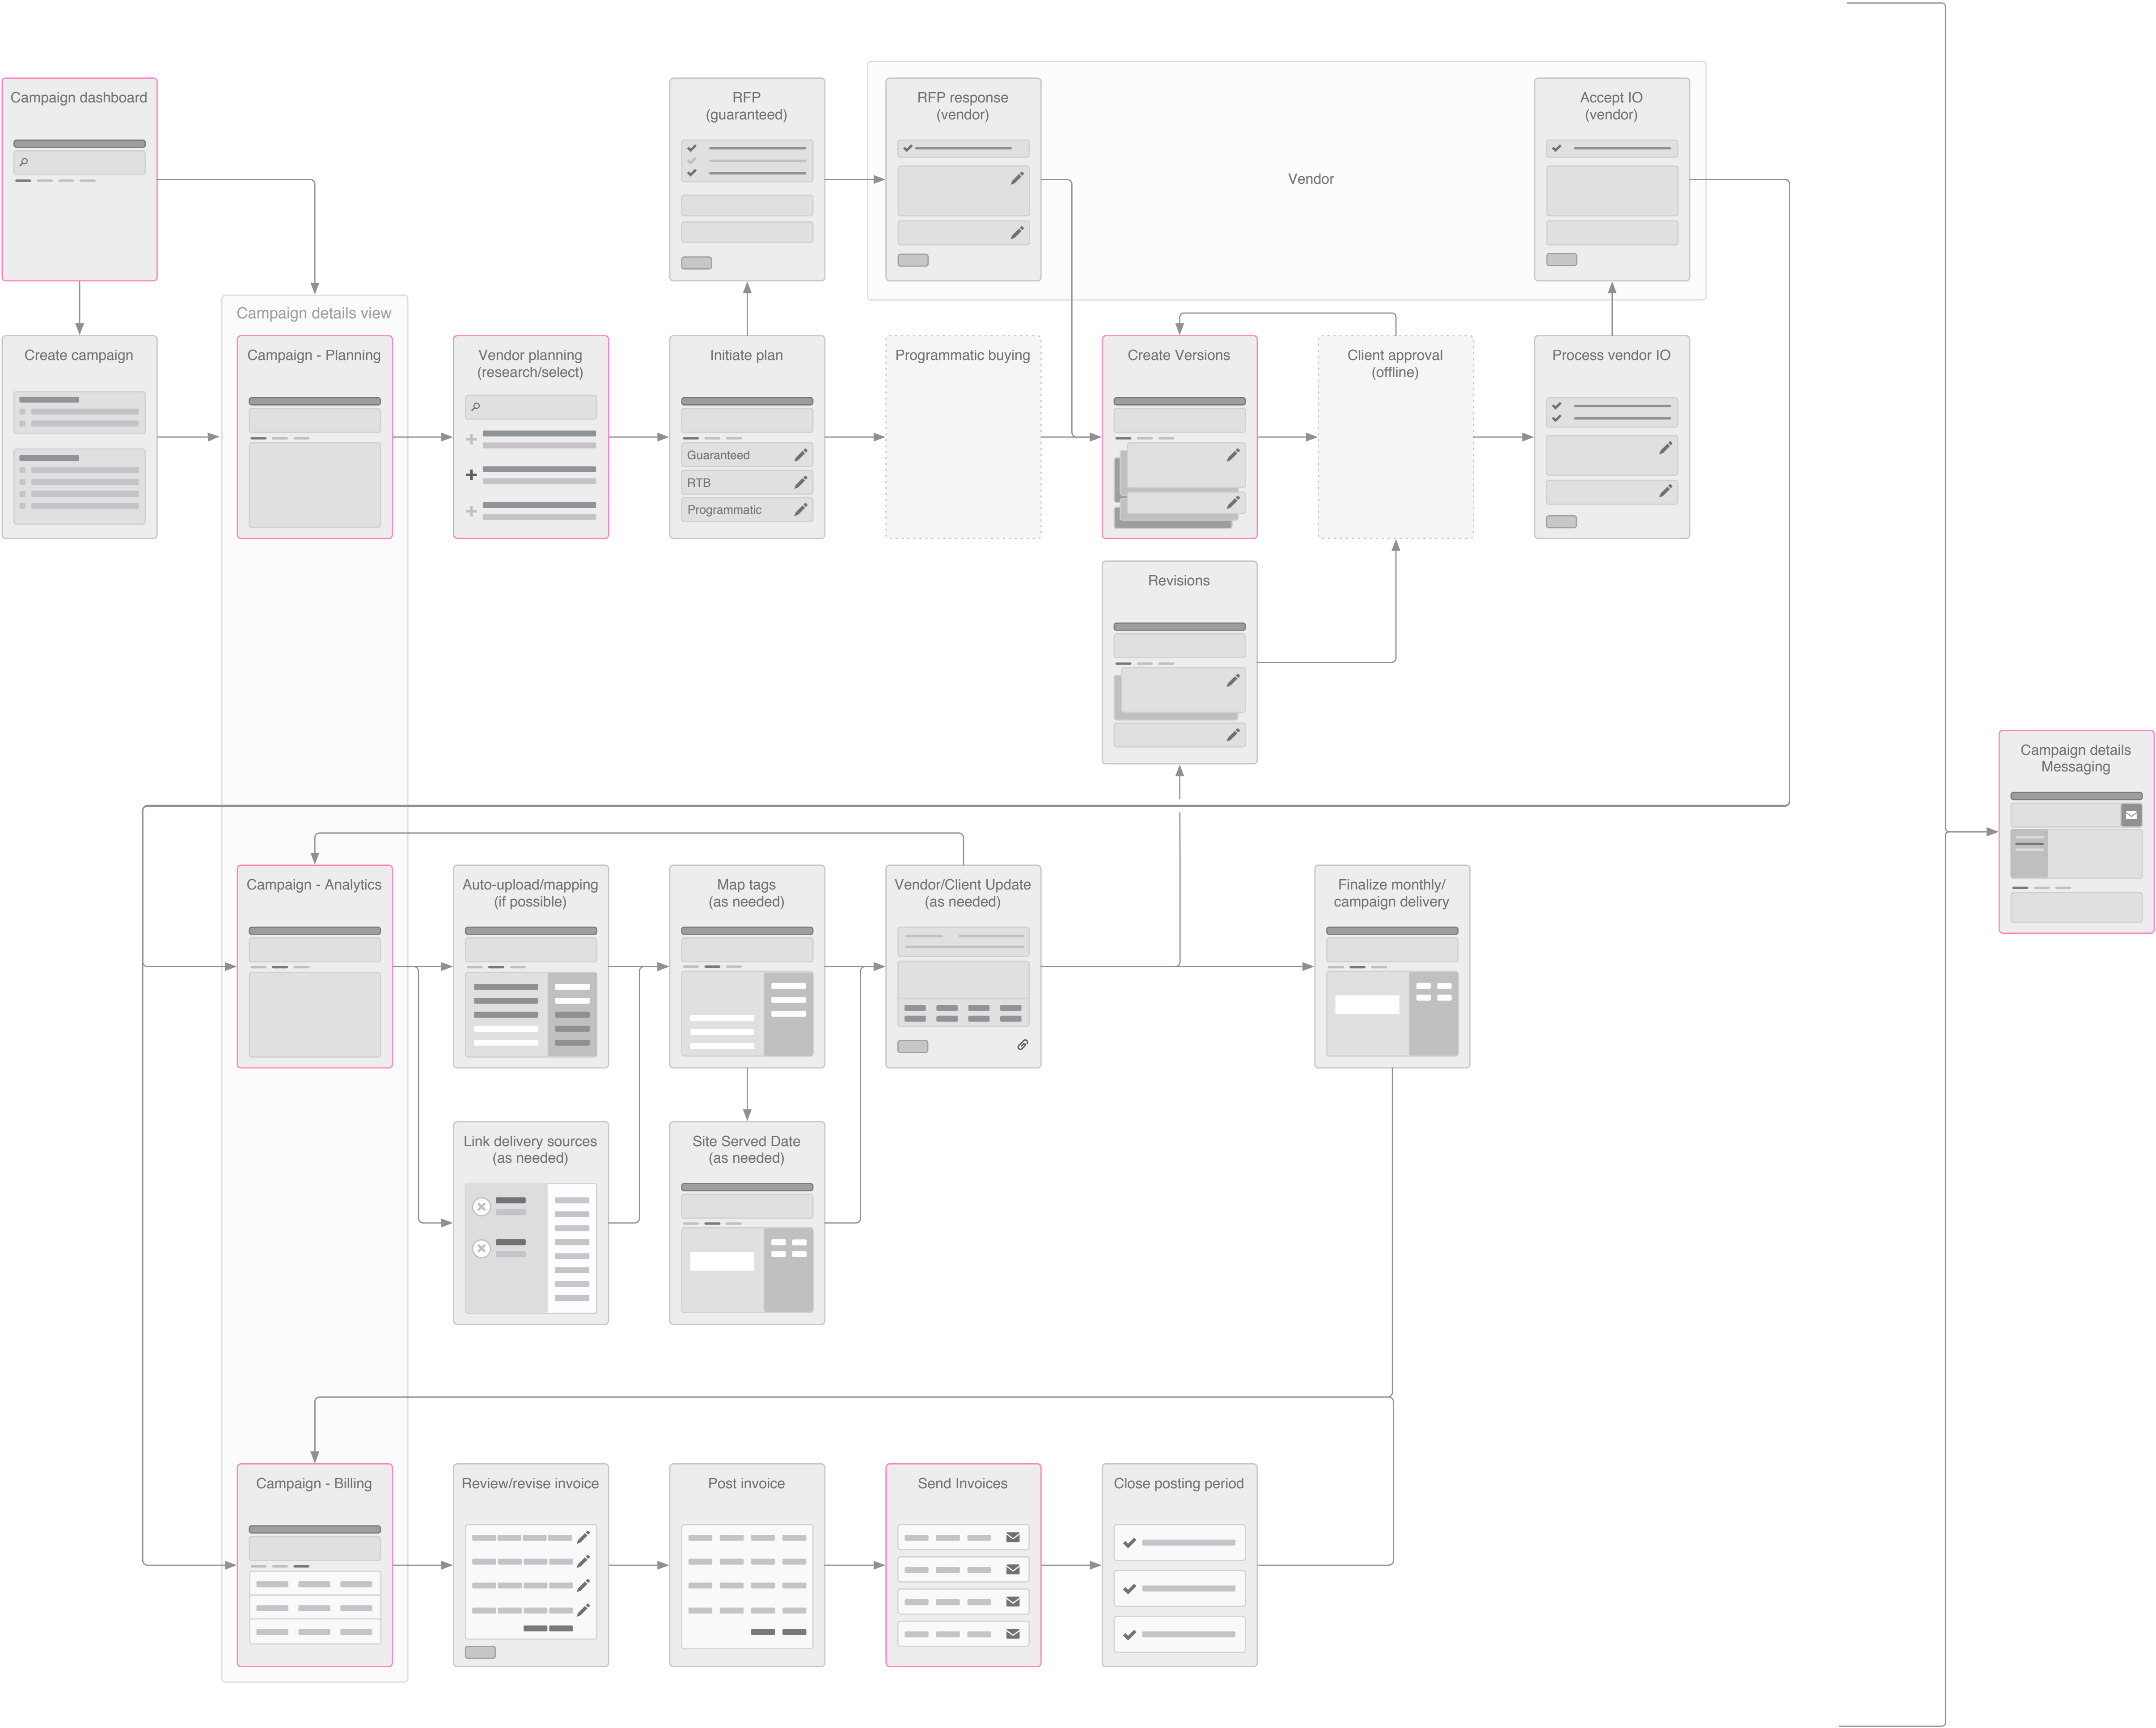 Campaign dashboard
RFP
(guaranteed)
RFP response
(vendor)
Vendor
Accept IO
(vendor)
Campaign details view
Create campaign
Campaign - Planning
Vendor planning
(research/select)
Initiate plan
Guaranteed
RTB
Programmatic
Programmatic buying
Create Versions
Client approval
(offline)
Process vendor IO
Revisions
Campaign details
Messaging
Campaign - Analytics
Auto-upload/mapping
(if possible)
Map tags
(as needed)
Vendor/Client Update
(as needed)
Finalize monthly/
campaign delivery
Link delivery sources
(as needed)
Site Served Date
(as needed)
Campaign - Billing
Review/revise invoice
Post invoice
Send Invoices
Close posting period